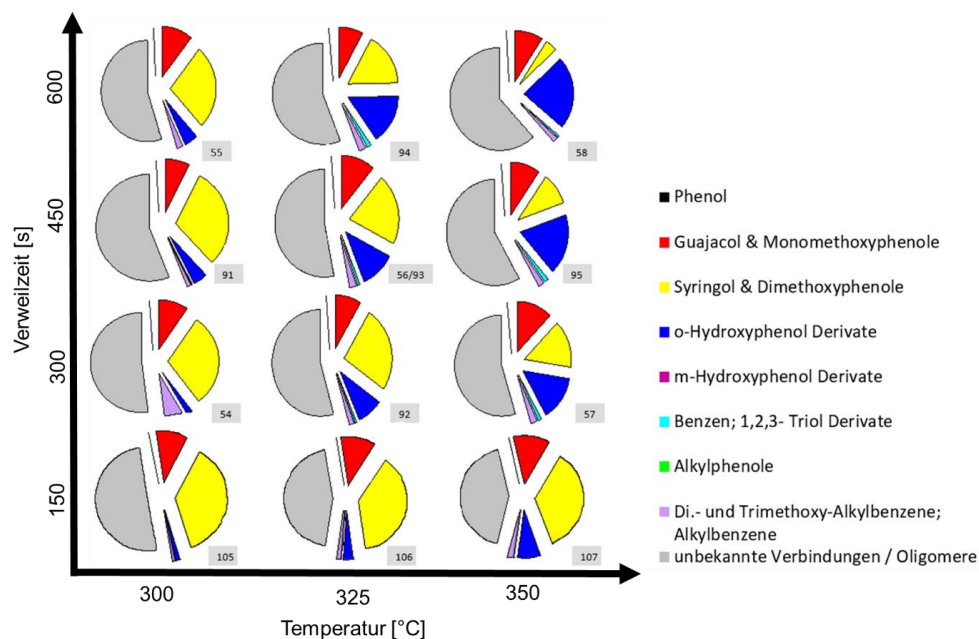 Verweilzeit [s]
600
450
300
150
55
94
58
91
56/93
95
54
92
57
105
106
107
300
325
350
Temperatur [°C]
Phenol
Guajacol & Monomethoxyphenole
Syringol & Dimethoxyphenole
o-Hydroxyphenol Derivate
m-Hydroxyphenol Derivate
Benzen; 1,2,3- Triol Derivate
Alkylphenole
Di.- und Trimethoxy-Alkylbenzene;
Alkylbenzene
unbekannte Verbindungen / Oligomere